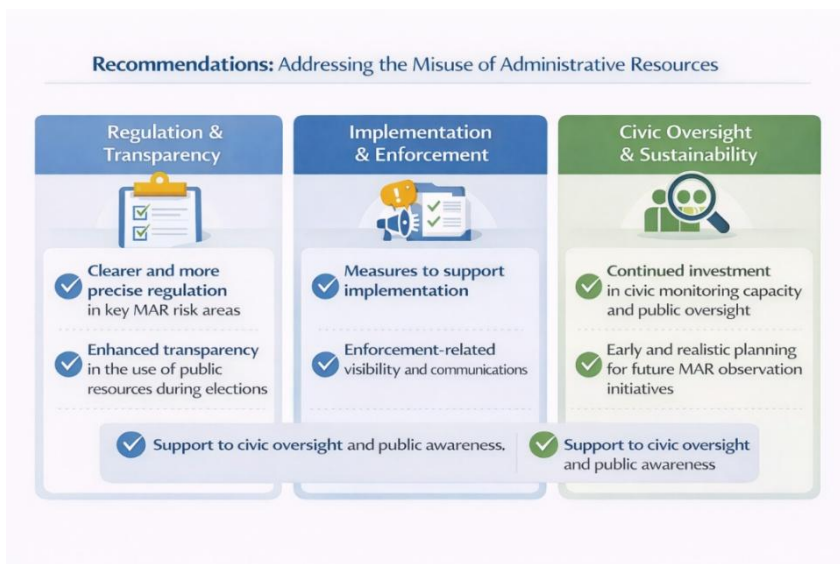 Recommendations: Addressing the Misuse of Administrative Resources
Regulation &
Transparency
Clearer and more
precise regulation
in key MAR risk areas
Enhanced transparency
in the use of public
resources during elections
Implementation
& Enforcement
Measures to support
implementation
Enforcement-related
visibility and communications
Civic Oversight
& Sustainability
Continued investment
in civic monitoring capacity
and public oversight
Early and realistic planning
for future MAR observation
initiatives
Support to civic oversight and public awareness.
Support to civic oversight
and public awareness